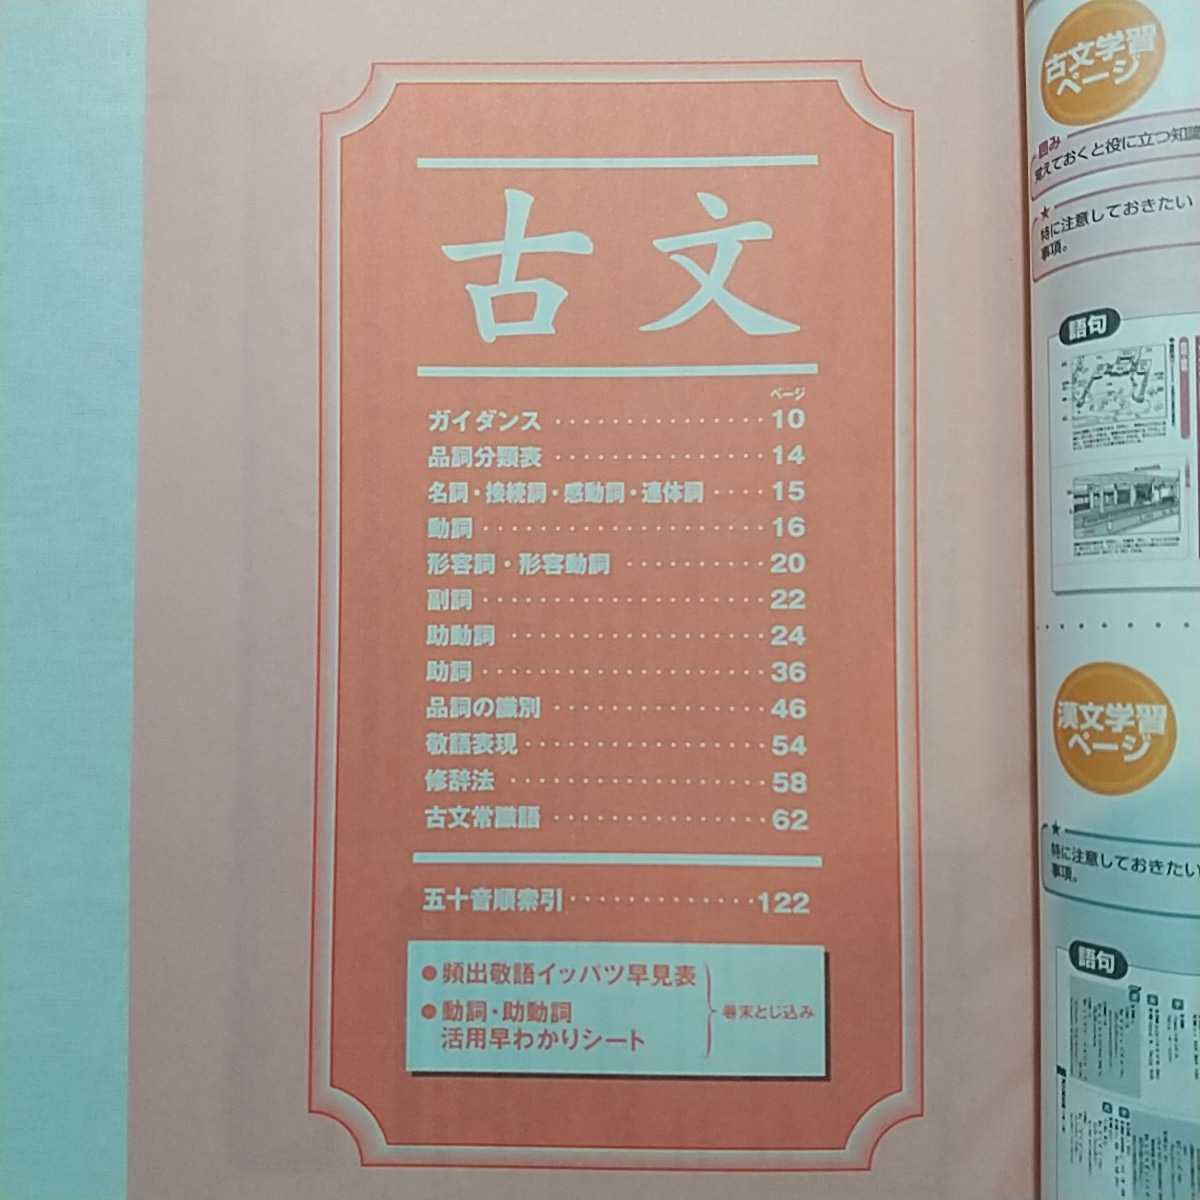 古文
ページ
ガイダンス 10
品詞分類表 14
名詞・接続詞・感動詞・連体詞 15
動詞 16
形容詞・形容動詞 20
副詞 22
助動詞 24
助詞 36
品詞の識別 46
敬語表現 54
修辞法 58
古文常識語 62
五十音順索引 122
●頻出敬語イッパツ早見表
●動詞・助動詞
活用早わかりシート
巻末とじ込み
古文学習
ページ
囲み
覚えておくと役に立つ知識
★
特に注意しておきたい
事項。
語句
漢文学習
ページ
★
特に注意しておきたい
事項。
語句